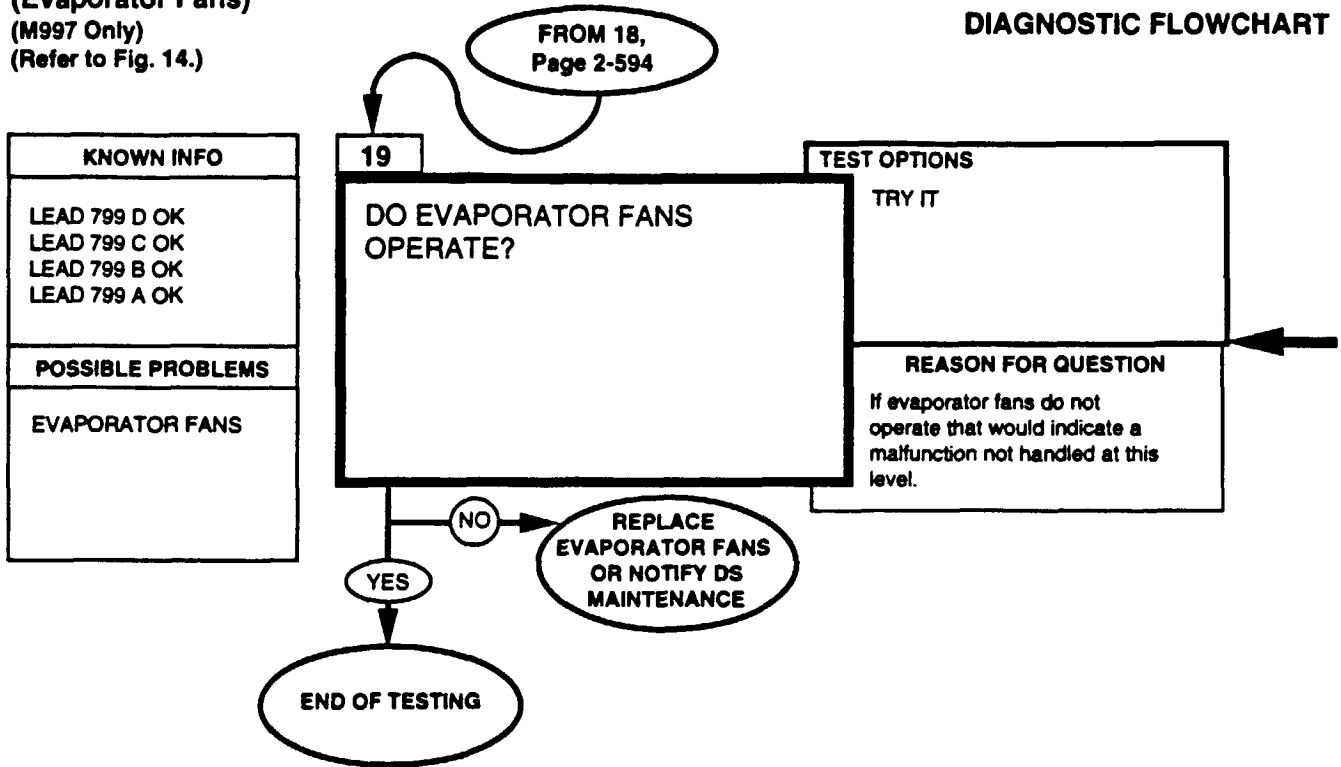 (Evaporator Fans)
(M997 Only)
(Refer to Fig. 14.)
DIAGNOSTIC FLOWCHART
FROM 18,
Page 2-594
KNOWN INFO
LEAD 799 D OK
LEAD 799 C OK
LEAD 799 B OK
LEAD 799 A OK
POSSIBLE PROBLEMS
EVAPORATOR FANS
19
DO EVAPORATOR FANS
OPERATE?
TEST OPTIONS
TRY IT
REASON FOR QUESTION
If evaporator fans do not
operate that would indicate a
malfunction not handled at this
level.
NO
REPLACE
EVAPORATOR FANS
OR NOTIFY DS
MAINTENANCE
YES
END OF TESTING